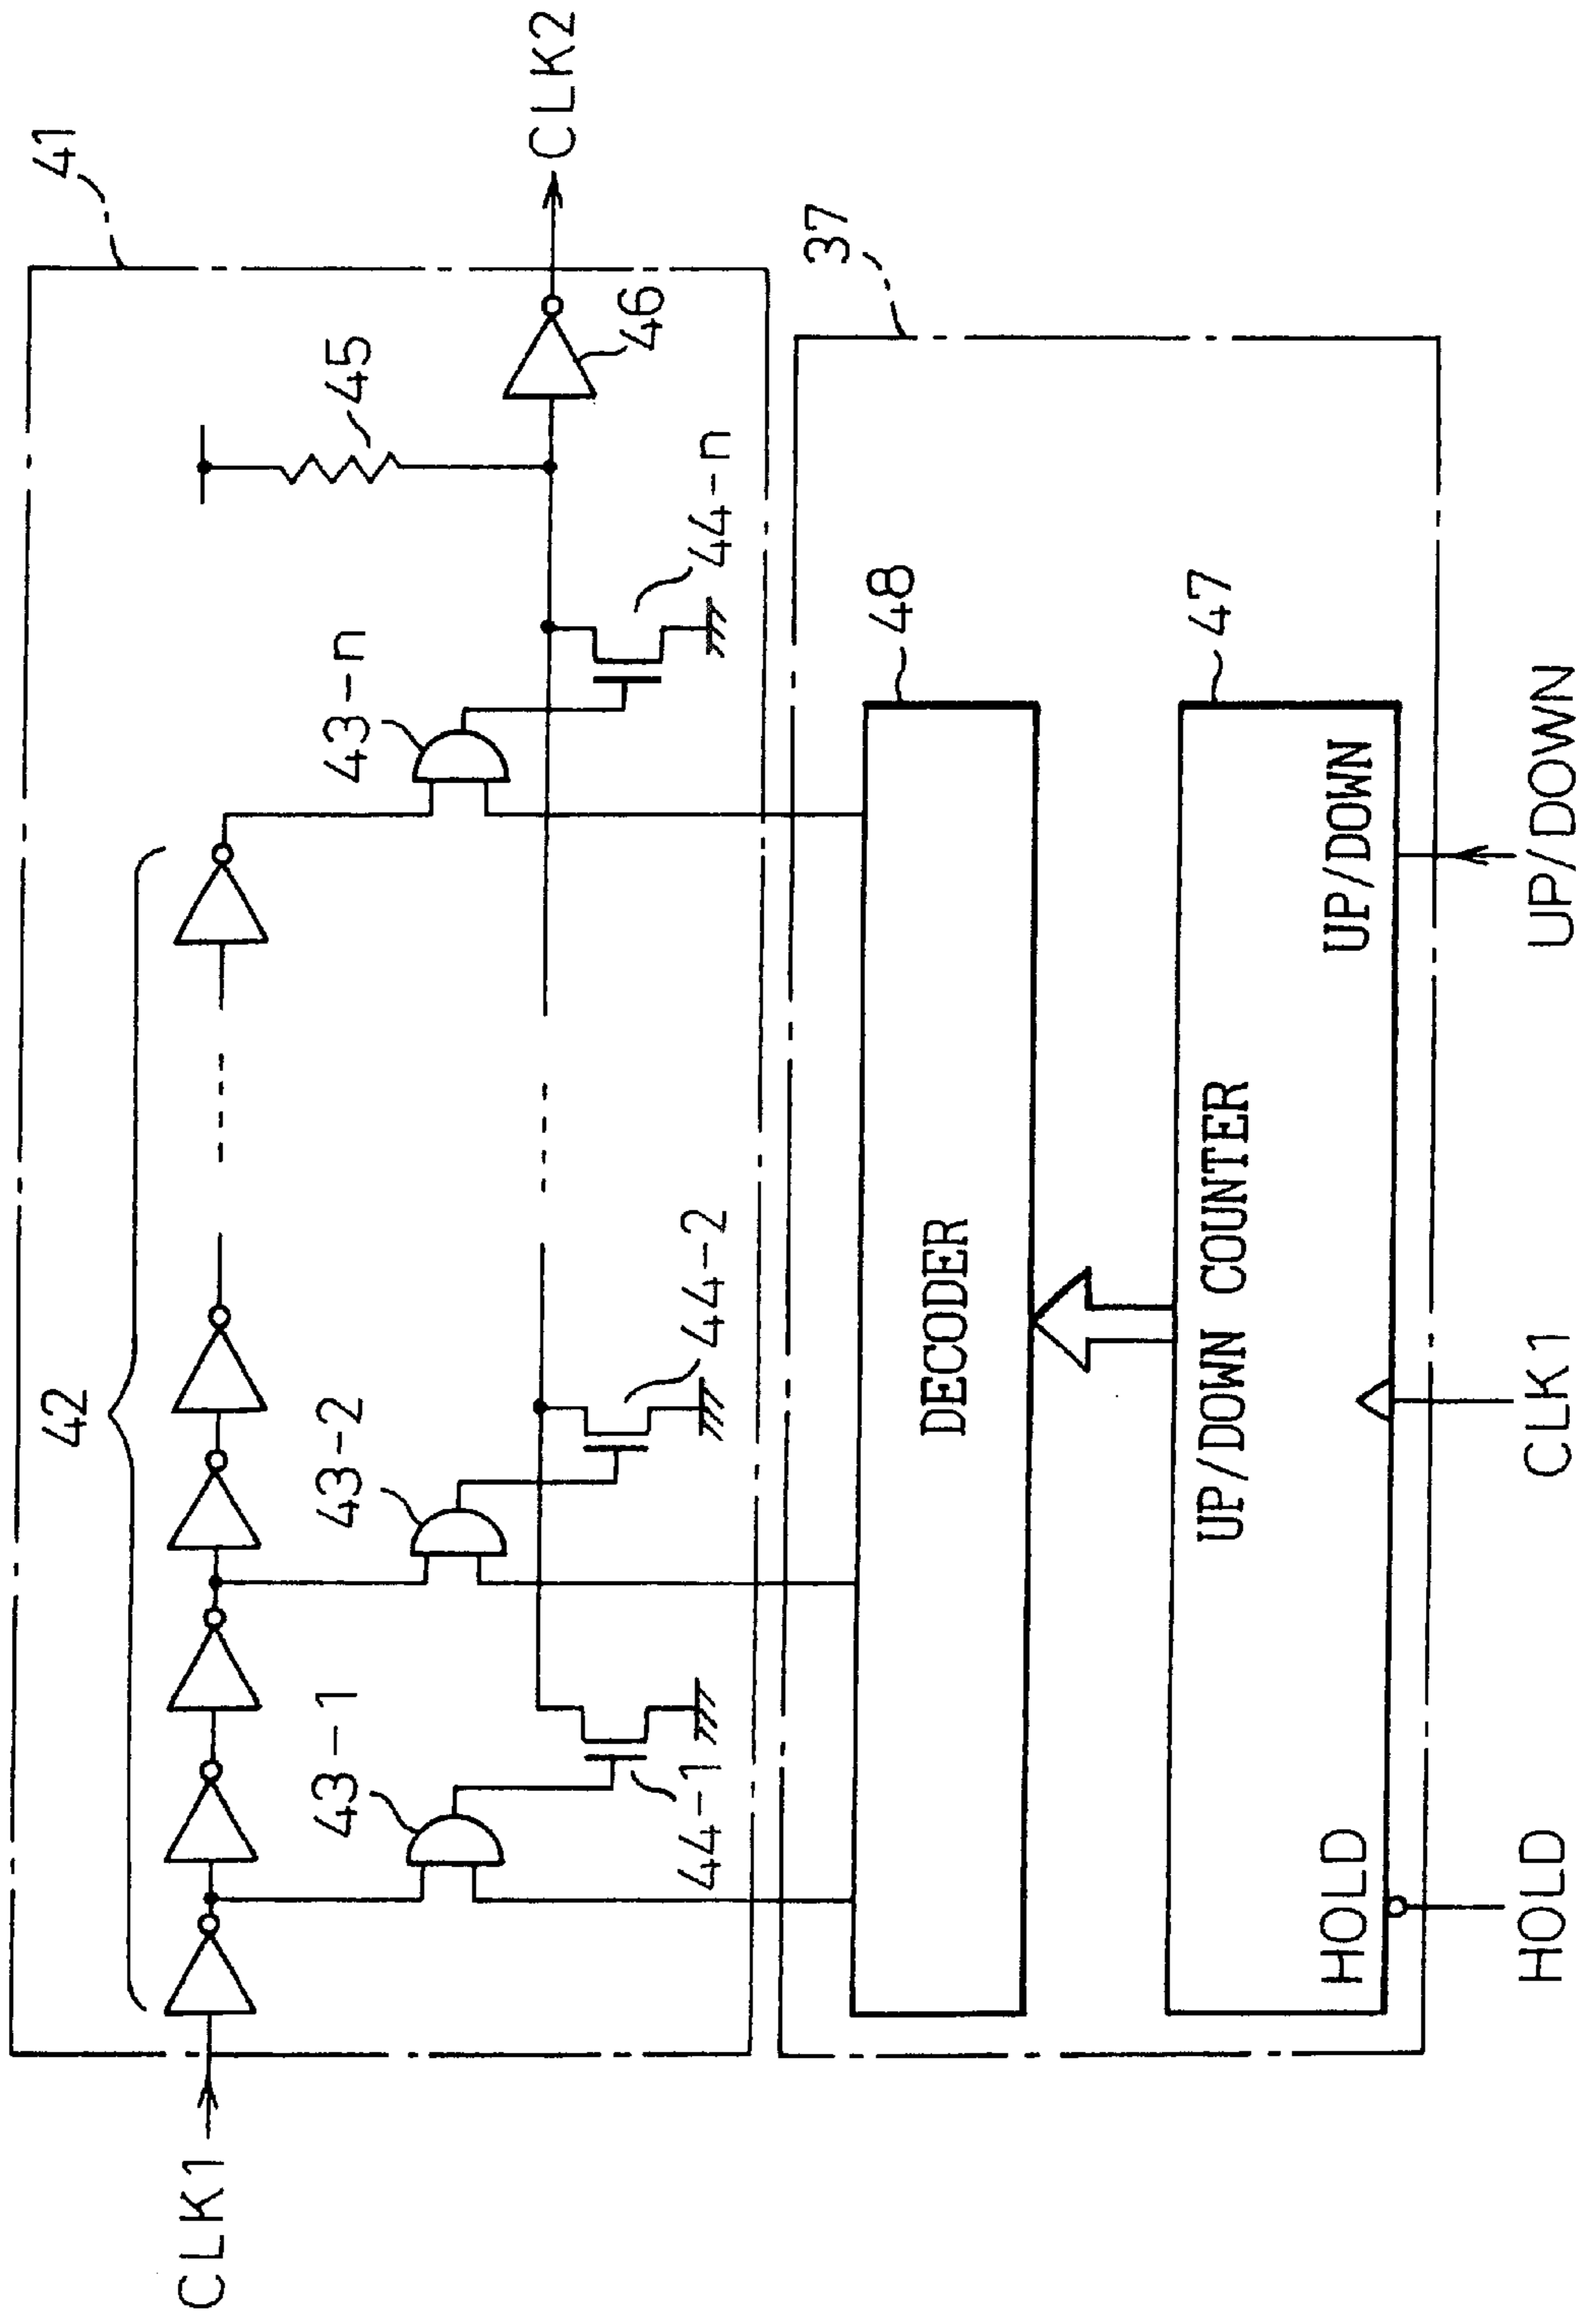 41
42
CLK1
43-1
43-2
43-n
45
44-1
44-2
44-n
46
CLK2
37
DECODER
48
UP/DOWN COUNTER
47
HOLD
UP/DOWN
HOLD
CLK1
UP/DOWN